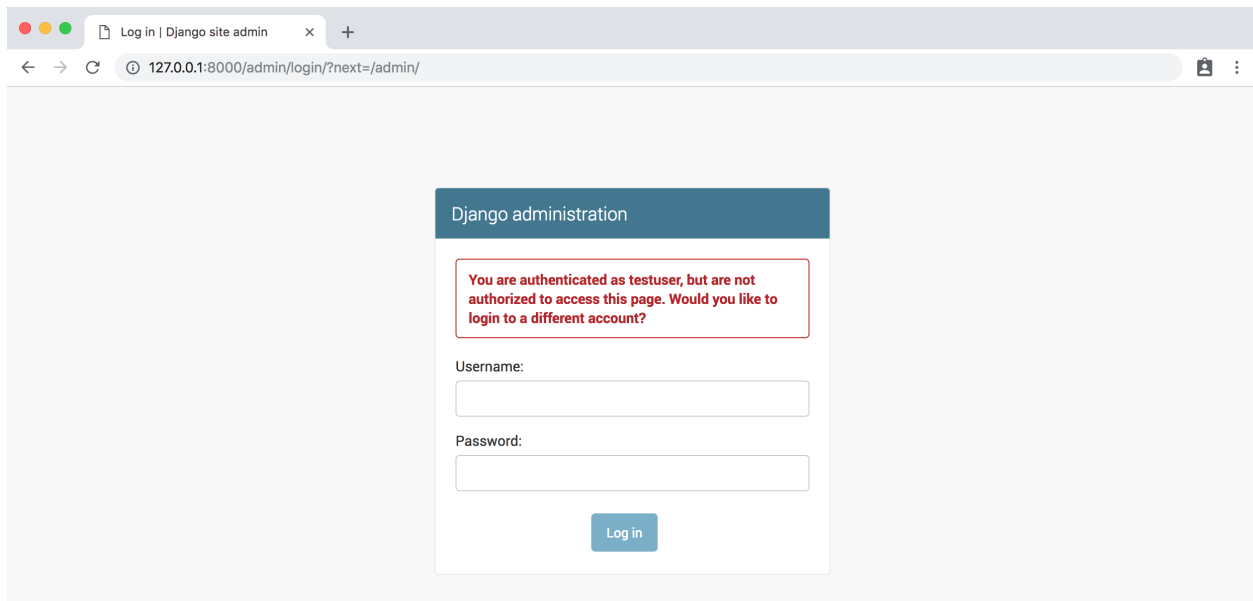 Log in | Django site admin
127.0.0.1:8000/admin/login/?next=/admin/
Django administration
You are authenticated as testuser, but are not
authorized to access this page. Would you like to
login to a different account?
Username:
Password:
Log in